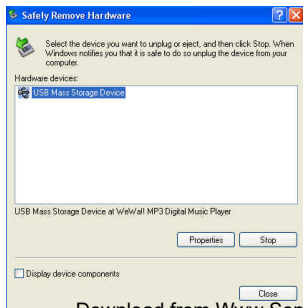 Safely Remove Hardware
Select the device you want to unplug or eject, and then click Stop. When
Windows notifies you that it is safe to do so unplug the device from your
computer.
Hardware devices:
USB Mass Storage Device
USB Mass Storage Device at WeWa!! MP3 Digital Music Player
Properties
Stop
Display device components
Close